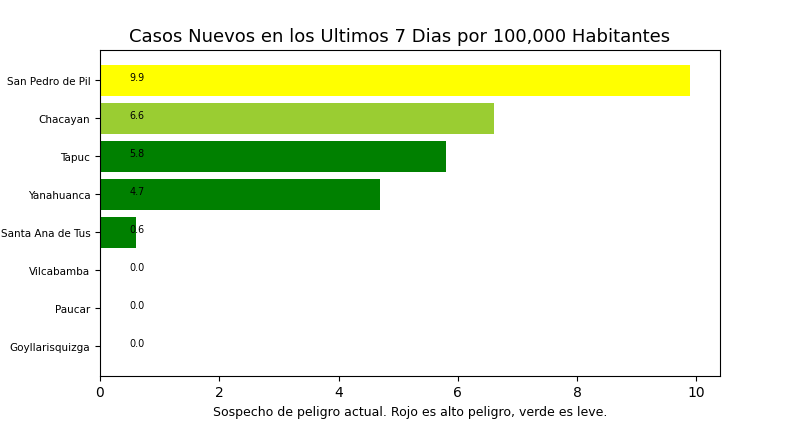 Casos Nuevos en los Ultimos 7 Dias por 100,000 Habitantes
San Pedro de Pil 9.9
Chacayan 6.6
Tapuc 5.8
Yanahuanca 4.7
Santa Ana de Tus 0.6
Vilcabamba 0.0
Paucar 0.0
Goyllarisquizga 0.0
0 2 4 6 8 10
Sospecho de peligro actual. Rojo es alto peligro, verde es leve.